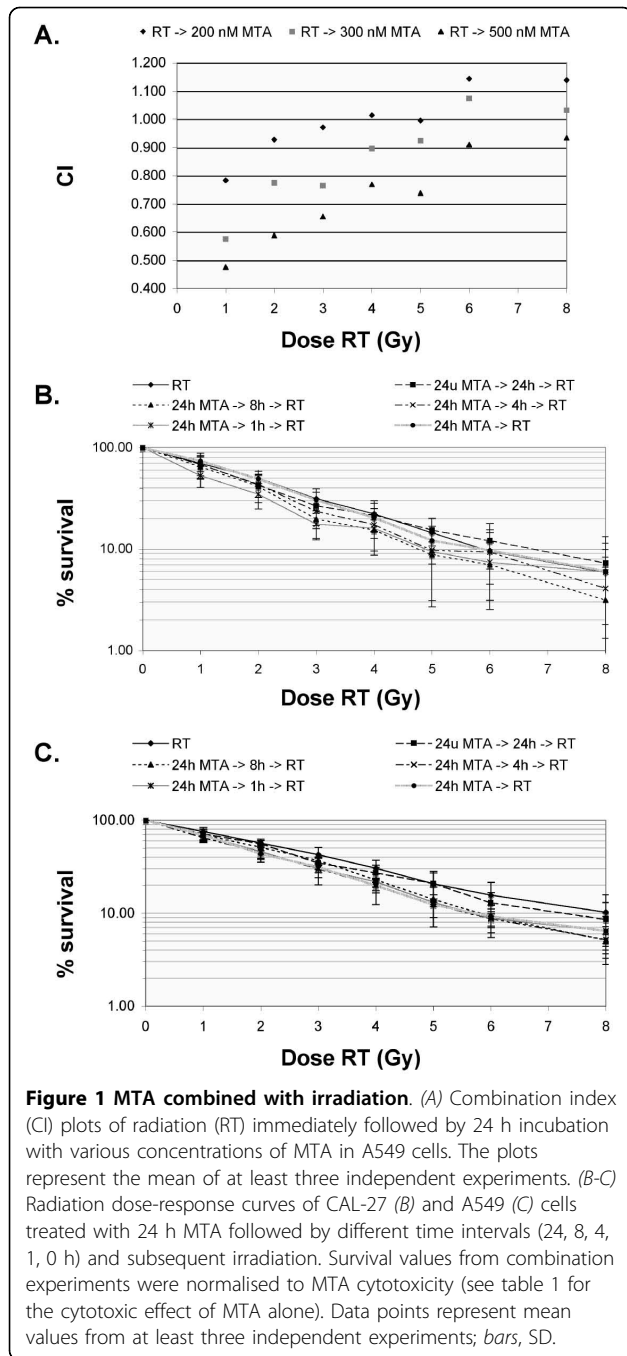 A.
RT -> 200 nM MTA RT -> 300 nM MTA RT -> 500 nM MTA
1.200
1.100
1.000
0.900
0.800
0.700
0.600
0.500
0.400
CI
0 1 2 3 4 5 6 7 8
Dose RT (Gy)
B.
RT 24u MTA -> 24h -> RT
24h MTA -> 8h -> RT 24h MTA -> 4h -> RT
24h MTA -> 1h -> RT 24h MTA -> RT
100.00
10.00
1.00
% survival
0 1 2 3 4 5 6 7 8
Dose RT (Gy)
C.
RT 24u MTA -> 24h -> RT
24h MTA -> 8h -> RT 24h MTA -> 4h -> RT
24h MTA -> 1h -> RT 24h MTA -> RT
100.00
10.00
1.00
% survival
0 1 2 3 4 5 6 7 8
Dose RT (Gy)
Figure 1 MTA combined with irradiation. (A) Combination index
(CI) plots of radiation (RT) immediately followed by 24 h incubation
with various concentrations of MTA in A549 cells. The plots
represent the mean of at least three independent experiments. (B-C)
Radiation dose-response curves of CAL-27 (B) and A549 (C) cells
treated with 24 h MTA followed by different time intervals (24, 8, 4,
1, 0 h) and subsequent irradiation. Survival values from combination
experiments were normalised to MTA cytotoxicity (see table 1 for
the cytotoxic effect of MTA alone). Data points represent mean
values from at least three independent experiments; bars, SD.